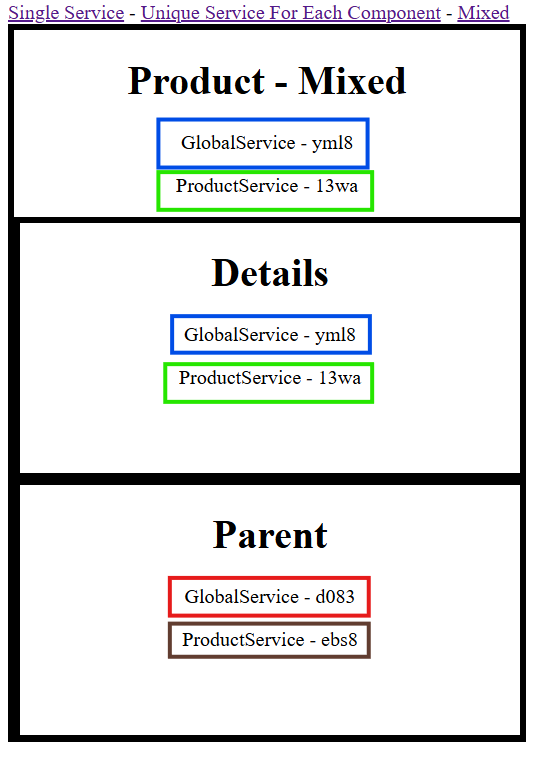 Single Service - Unique Service For Each Component - Mixed
Product - Mixed
GlobalService - yml8
ProductService - 13wa
Details
GlobalService - yml8
ProductService - 13wa
Parent
GlobalService - d083
ProductService - ebs8